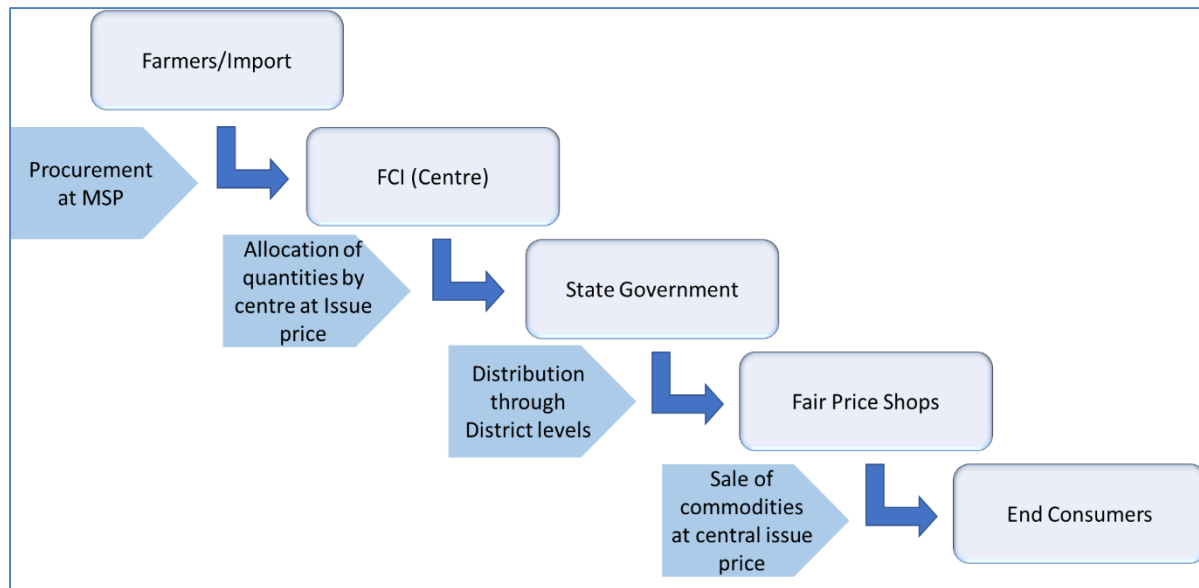 Farmers/Import
Procurement
at MSP
FCI (Centre)
Allocation of
quantities by
centre at Issue
price
State Government
Distribution
through
District levels
Fair Price Shops
Sale of
commodities
at central issue
price
End Consumers